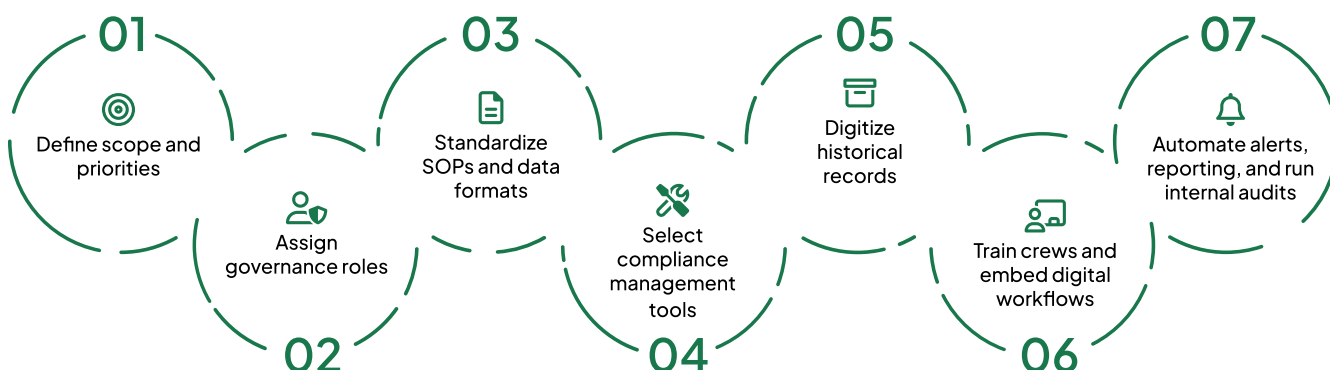 01
Define scope and
priorities
02
Assign
governance roles
03
Standardize
SOPs and data
formats
04
Select
compliance
management
tools
05
Digitize
historical
records
06
Train crews and
embed digital
workflows
07
Automate alerts,
reporting, and run
internal audits